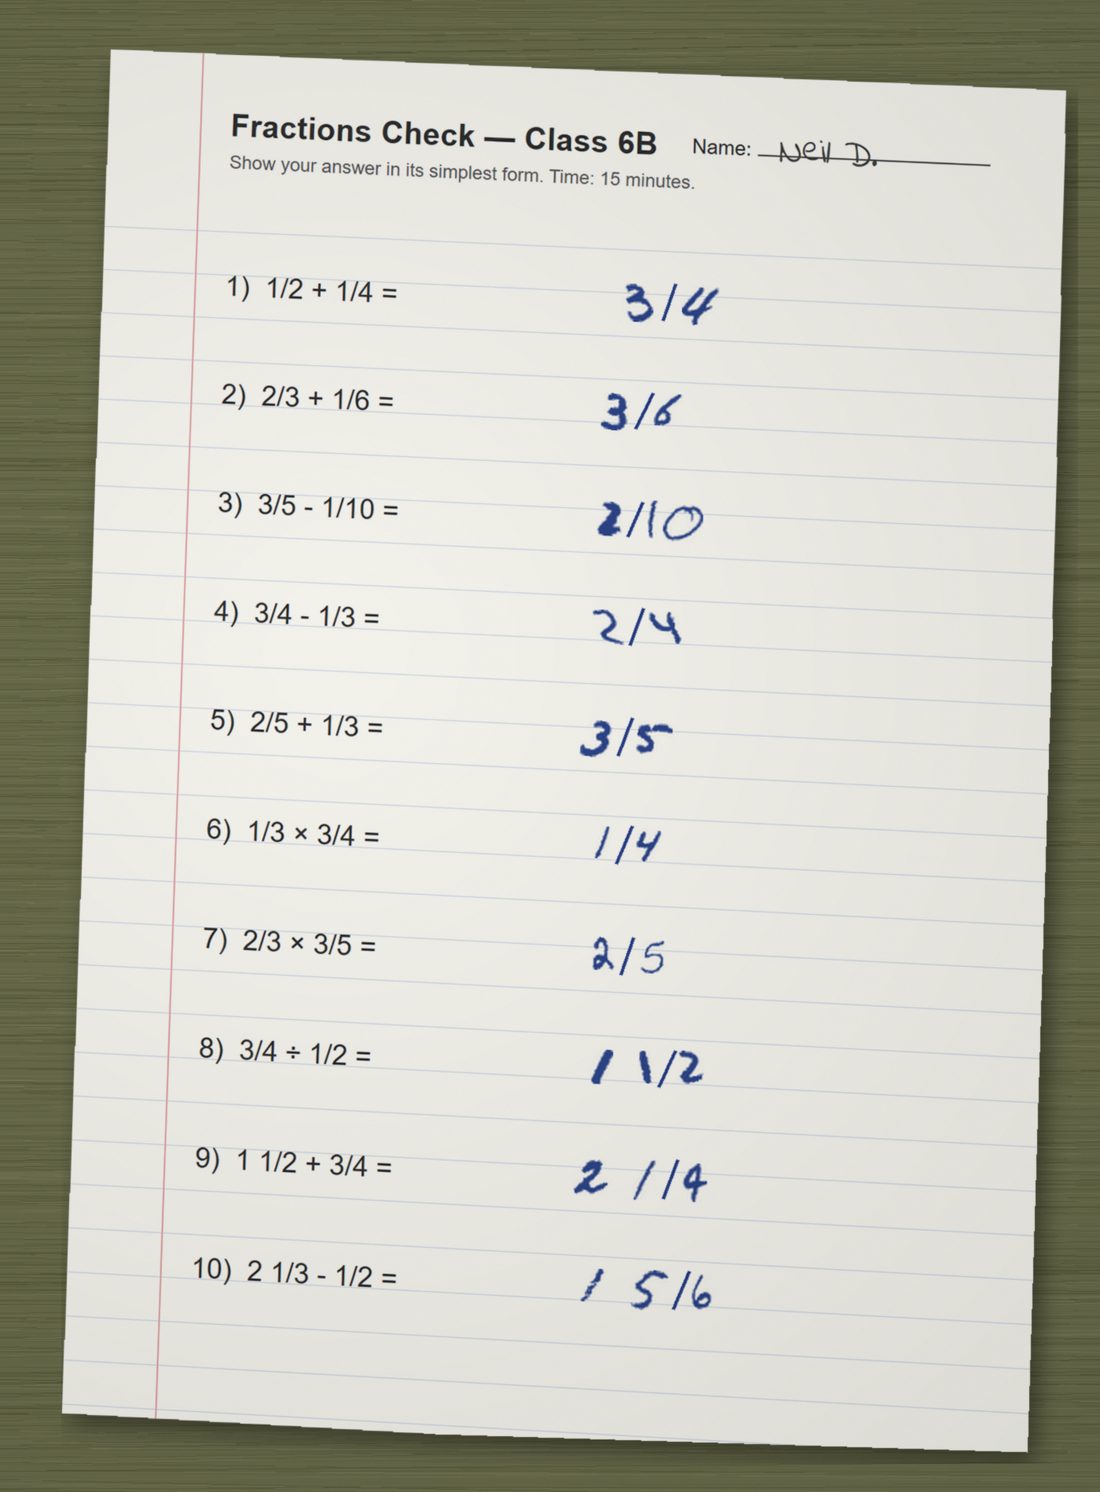 Fractions Check — Class 6B Name: Neil D.
Show your answer in its simplest form. Time: 15 minutes.
1) 1/2 + 1/4 = 3/4
2) 2/3 + 1/6 = 3/6
3) 3/5 - 1/10 = 2/10
4) 3/4 - 1/3 = 2/4
5) 2/5 + 1/3 = 3/5
6) 1/3 × 3/4 = 1/4
7) 2/3 × 3/5 = 2/5
8) 3/4 ÷ 1/2 = 1 1/2
9) 1 1/2 + 3/4 = 2 1/4
10) 2 1/3 - 1/2 = 1 5/6